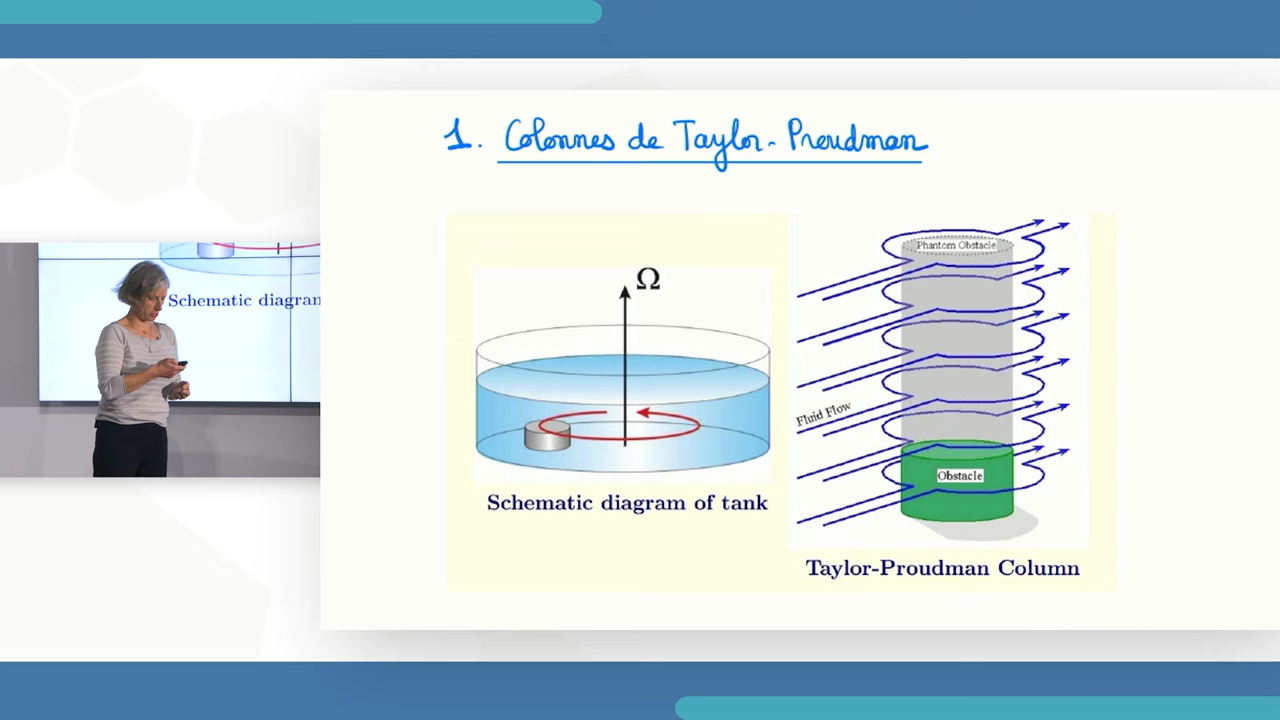 1. Colonnes de Taylor-Proudman
Ω
Schematic diagram of tank
Phantom Obstacle
Fluid Flow
Obstacle
Taylor-Proudman Column
Schematic diagram